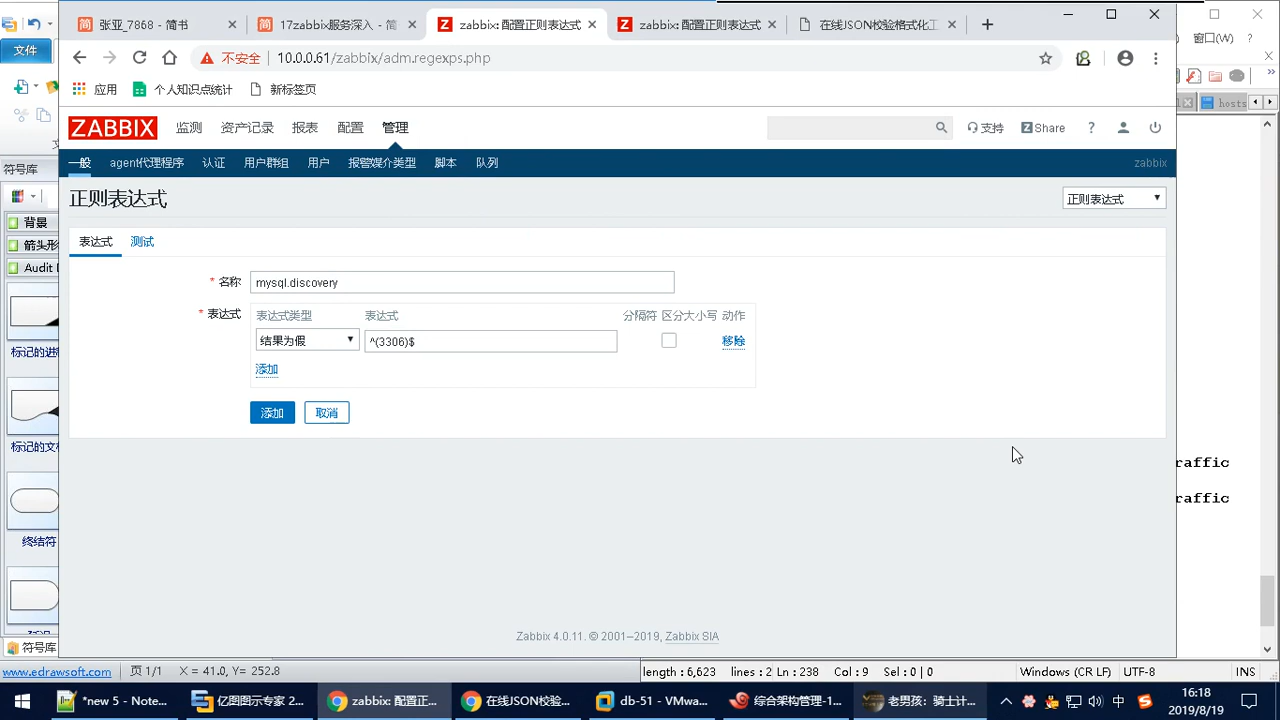 张亚_7868 – 简书
17zabbix服务深入 – 简
zabbix: 配置正则表达式
zabbix: 配置正则表达式
在线JSON校验格式化工
文件
窗口(W)
?
不安全
10.0.0.61/zabbix/adm.regexps.php
应用
个人知识点统计
新标签页
hosts
ZABBIX
监测
资产记录
报表
配置
管理
支持
Share
?
一般
agent代理程序
认证
用户群组
用户
报警媒介类型
脚本
队列
zabbix
符号库
正则表达式
正则表达式
背景
箭头形
Audit
表达式
测试
* 名称
mysql.discovery
* 表达式
表达式类型
表达式
分隔符
区分大小写
动作
结果为假
^(3306)$
移除
添加
标记的进
添加
取消
标记的文
raffic
raffic
终结符
Zabbix 4.0.11. © 2001–2019, Zabbix SIA
符号库
www.edrawsoft.com
页 1/1
X = 41.0, Y= 252.8
length : 6,623
lines : 2
Ln : 238
Col : 9
Sel : 0 | 0
Windows (CR LF)
UTF-8
INS
*new 5 - Note...
亿图图示专家 2...
zabbix: 配置正...
在线JSON校验...
db-51 - VMwa...
综合架构管理-1...
老男孩：骑士计...
中
16:18
2019/8/19